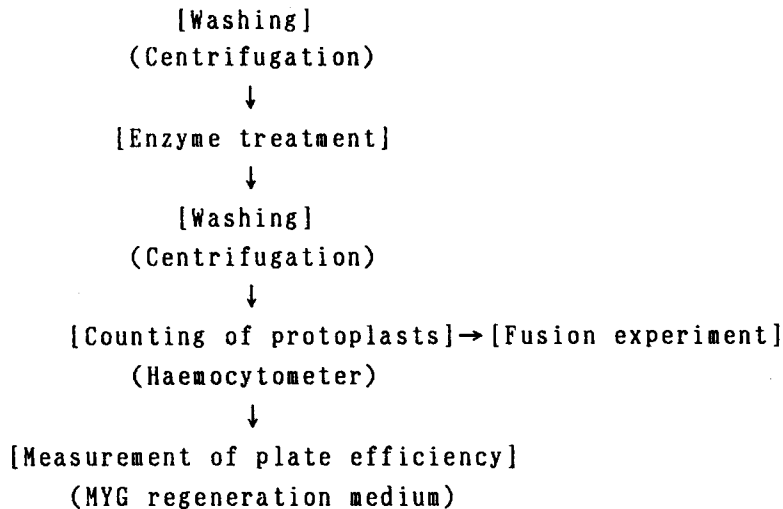 [Washing]
(Centrifugation)
↓
[Enzyme treatment]
↓
[Washing]
(Centrifugation)
↓
[Counting of protoplasts]→[Fusion experiment]
(Haemocytometer)
↓
[Measurement of plate efficiency]
(MYG regeneration medium)